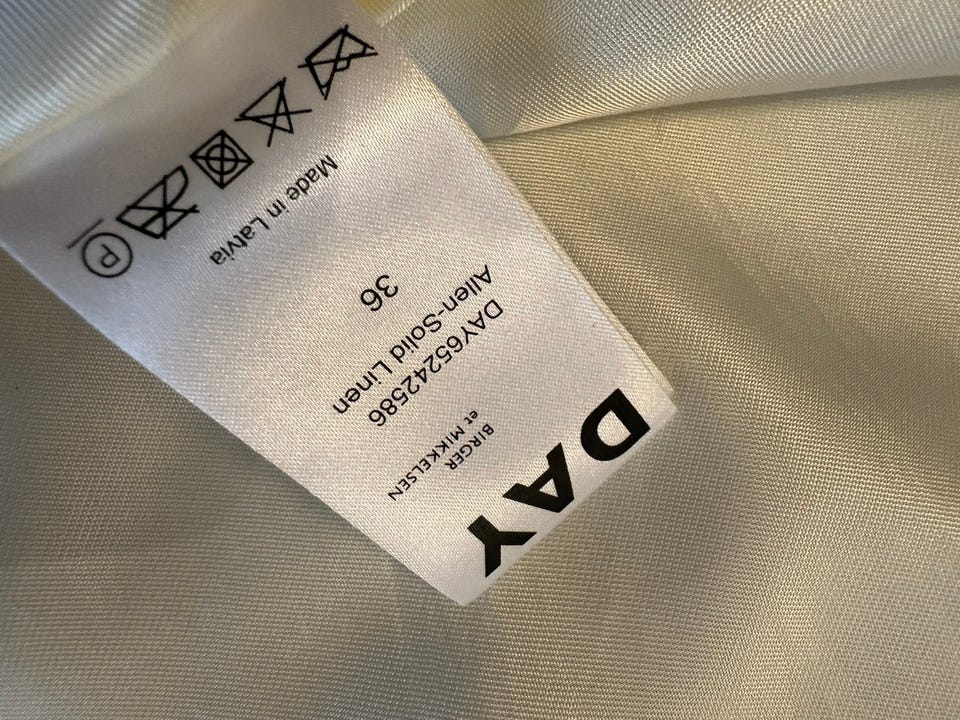 DAY
BIRGER
et MIKKELSEN
DAY65242586
Allen-Solid Linen
36
Made in Latvia
P